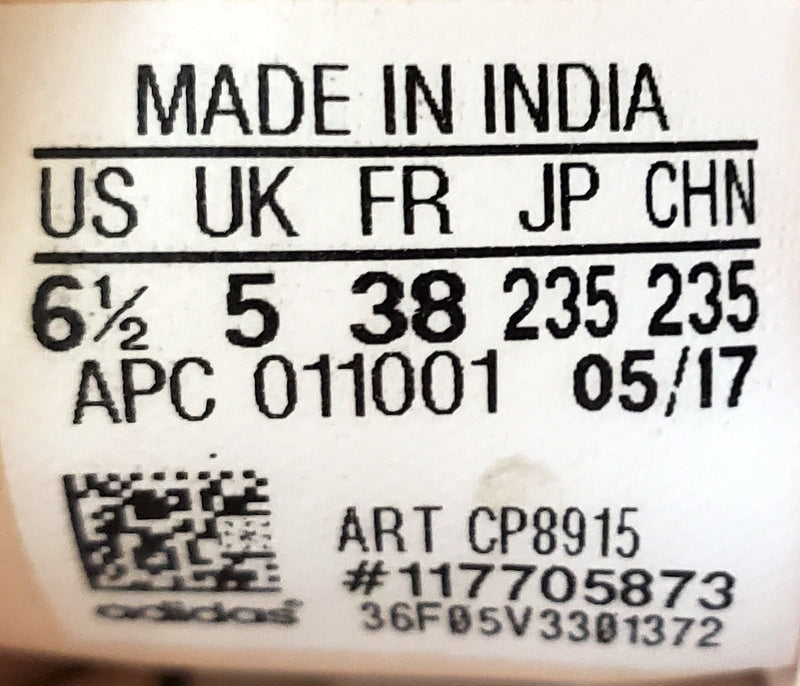 MADE IN INDIA
US UK FR JP CHN
6½ 5 38 235 235
APC 011001 05/17
ART CP8915
#117705873
adidas 36F05V3301372